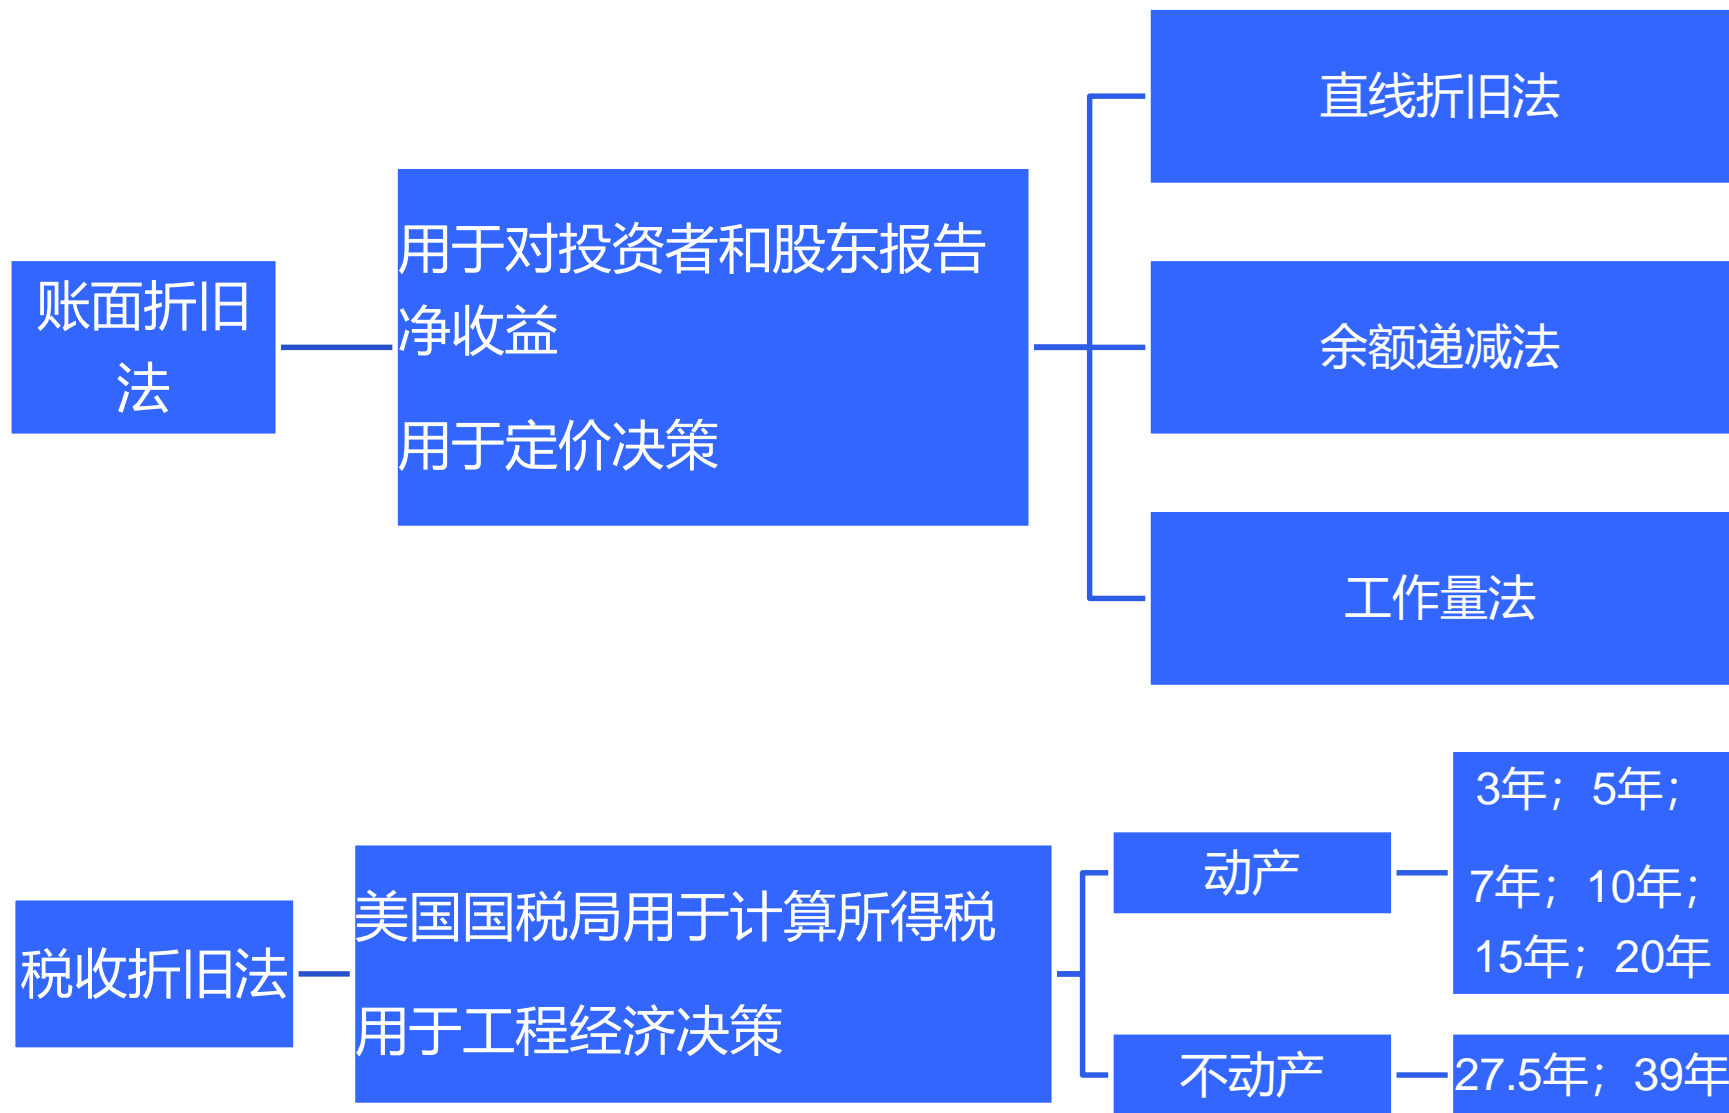 账面折旧
法
用于对投资者和股东报告
净收益
用于定价决策
直线折旧法
余额递减法
工作量法
税收折旧法
美国国税局用于计算所得税
用于工程经济决策
动产
3年；5年；
7年；10年；
15年；20年
不动产
27.5年；39年